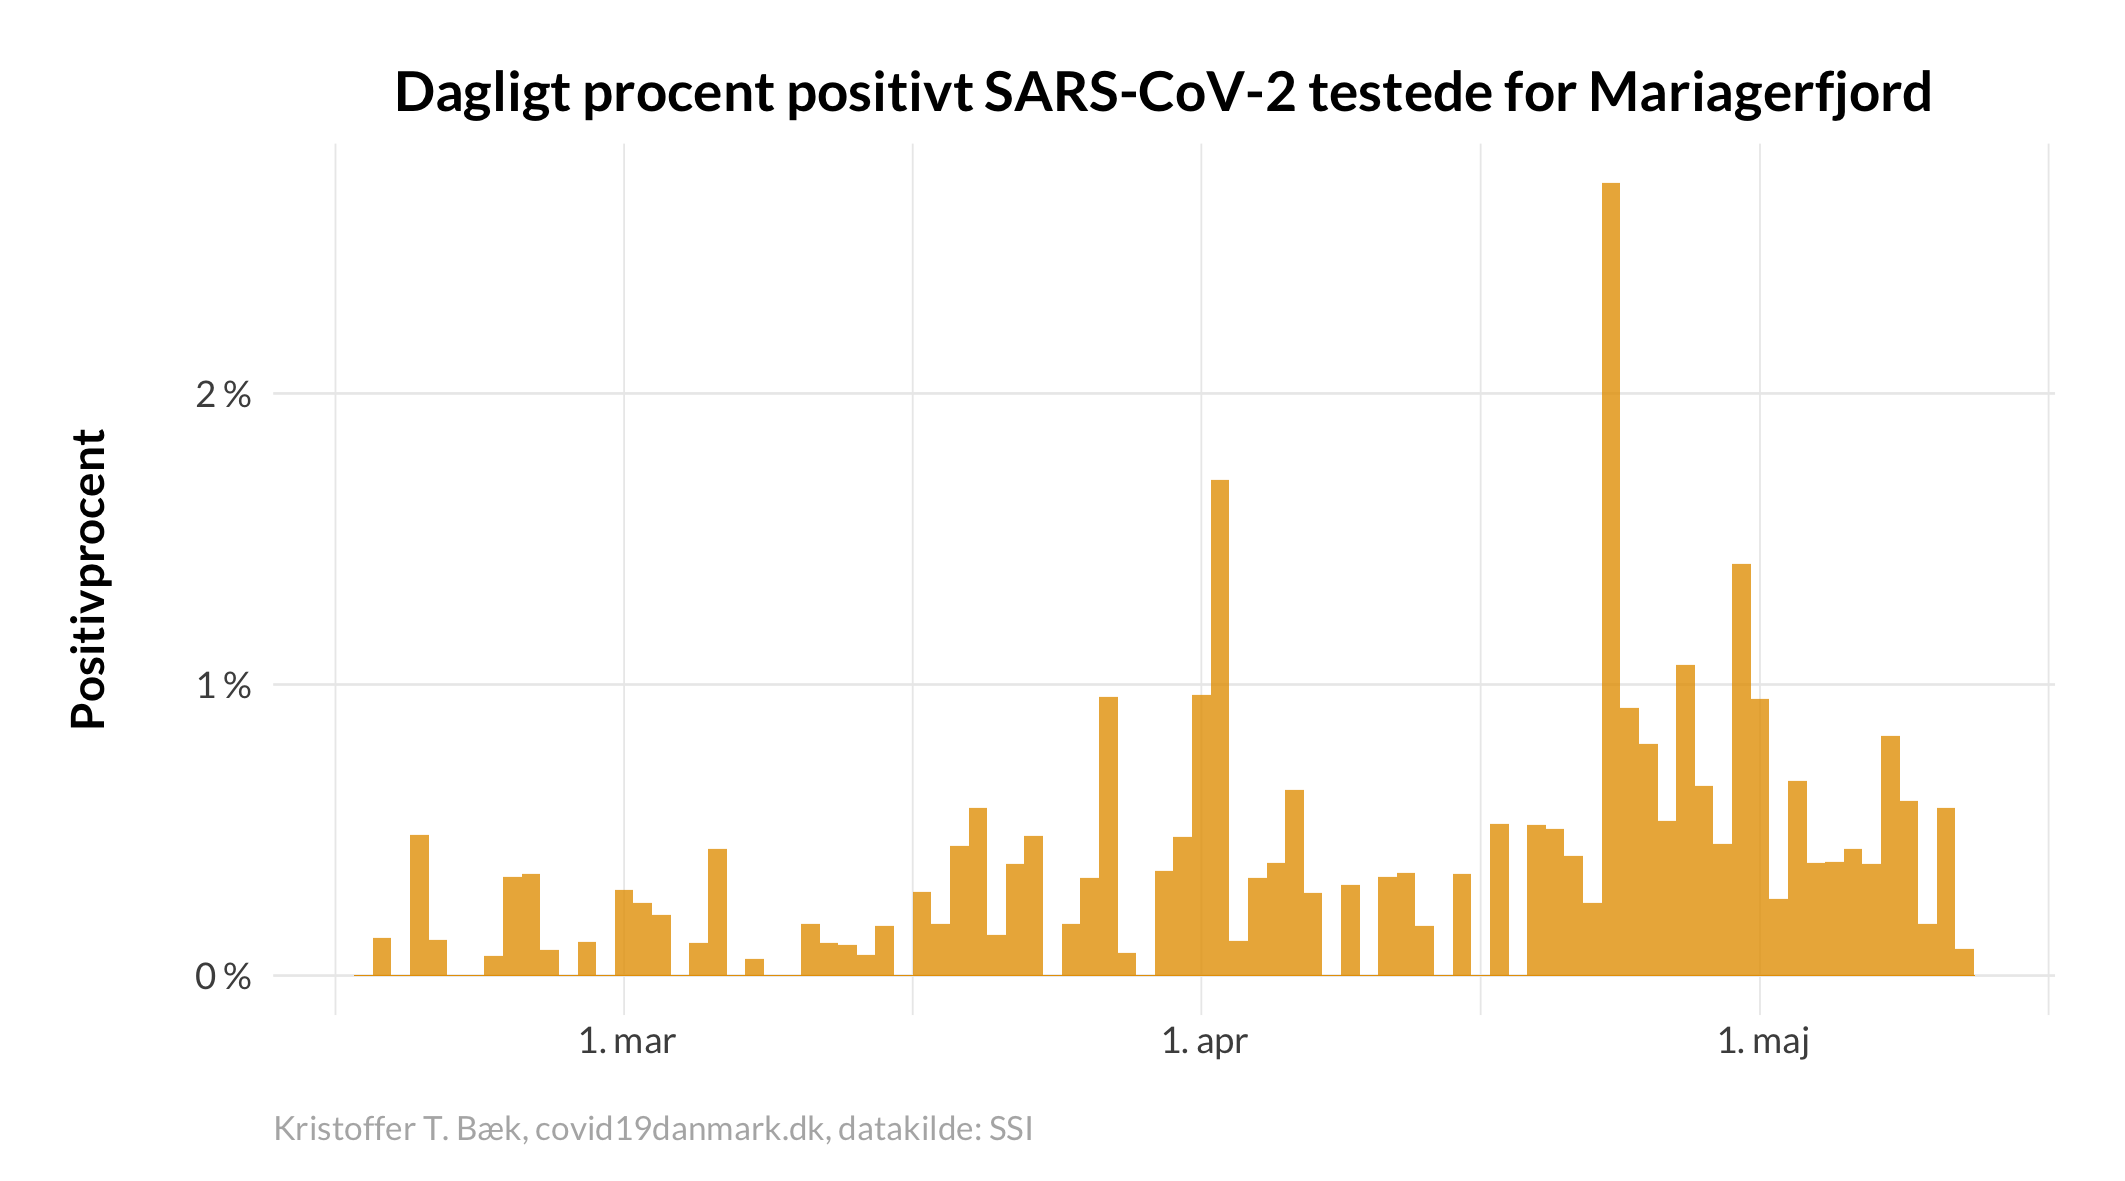 Dagligt procent positivt SARS-CoV-2 testede for Mariagerfjord
Positivprocent
2 %
1 %
0 %
1. mar
1. apr
1. maj
Kristoffer T. Bæk, covid19danmark.dk, datakilde: SSI